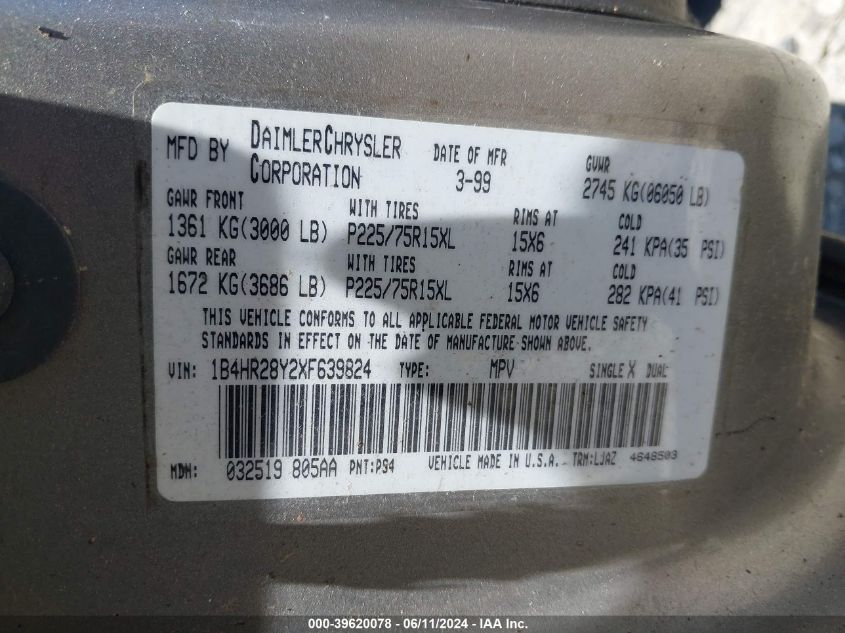 MFD BY DAIMLERCHRYSLER CORPORATION DATE OF MFR 3-99 GVWR 2745 KG(06050 LB)
GAWR FRONT WITH TIRES RIMS AT COLD
1361 KG(3000 LB) P225/75R15XL 15X6 241 KPA(35 PSI)
GAWR REAR WITH TIRES RIMS AT COLD
1672 KG(3686 LB) P225/75R15XL 15X6 282 KPA(41 PSI)
THIS VEHICLE CONFORMS TO ALL APPLICABLE FEDERAL MOTOR VEHICLE SAFETY
STANDARDS IN EFFECT ON THE DATE OF MANUFACTURE SHOWN ABOVE.
VIN: 1B4HR28Y2XF639824 TYPE: MPV SINGLE X DUAL
MDH: 032519 805AA PNT:PS4 VEHICLE MADE IN U.S.A. TRM:LJAZ 4648503
000-39620078 - 06/11/2024 - IAA Inc.